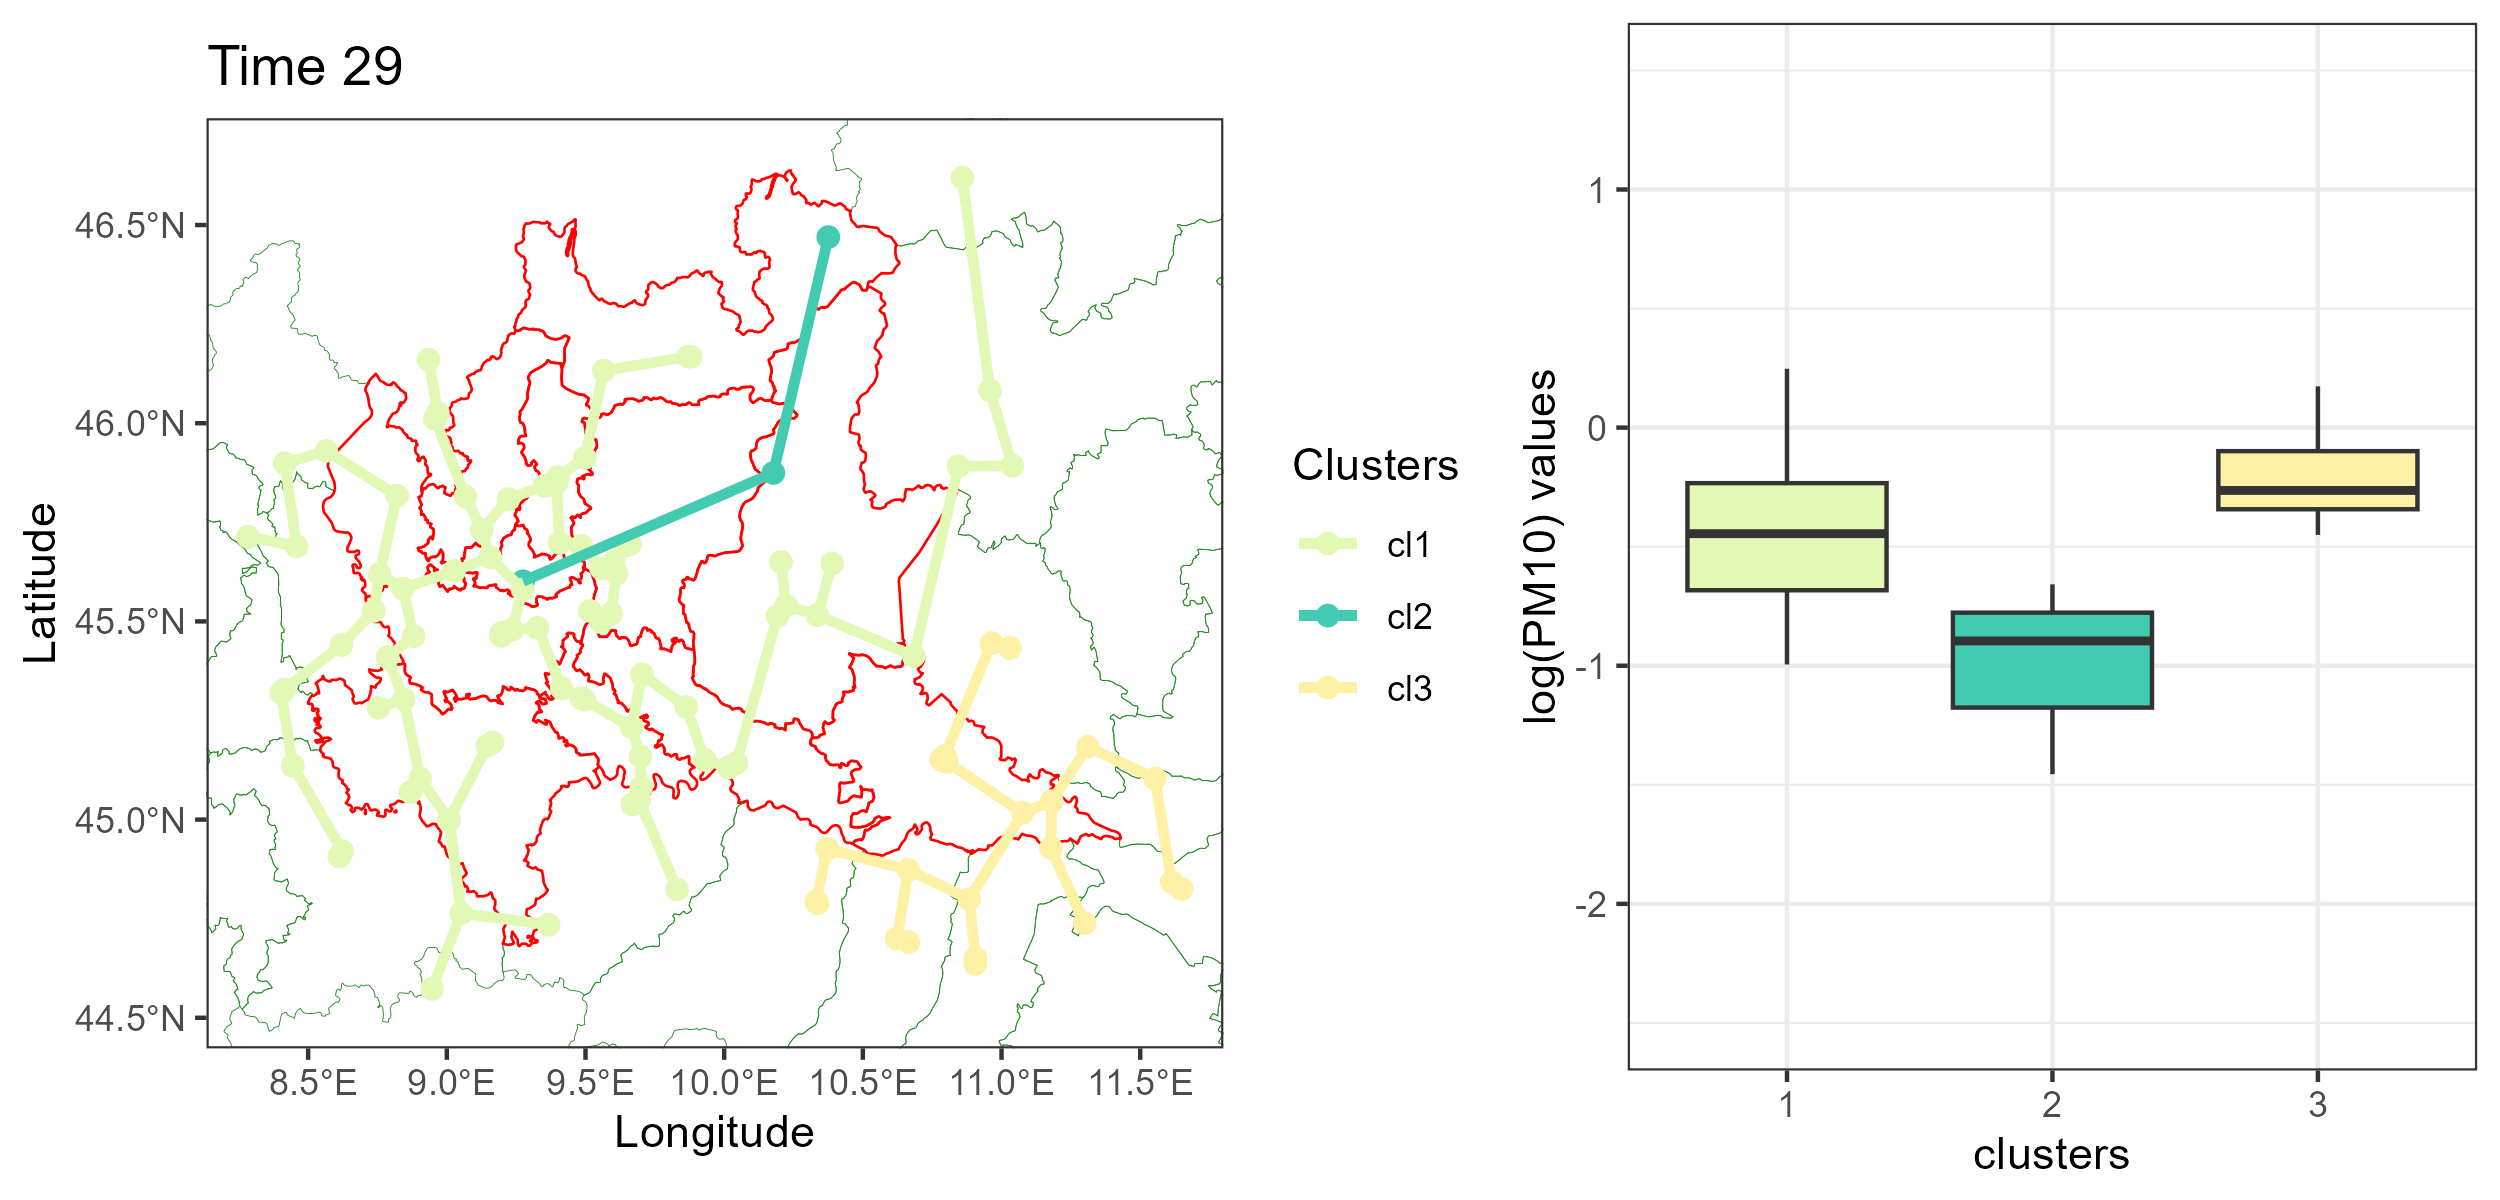 Time 29
46.5°N
46.0°N
45.5°N
45.0°N
44.5°N
Latitude
8.5°E
9.0°E
9.5°E
10.0°E
10.5°E
11.0°E
11.5°E
Longitude
Clusters
cl1
cl2
cl3
log(PM10) values
1
0
-1
-2
1
2
3
clusters